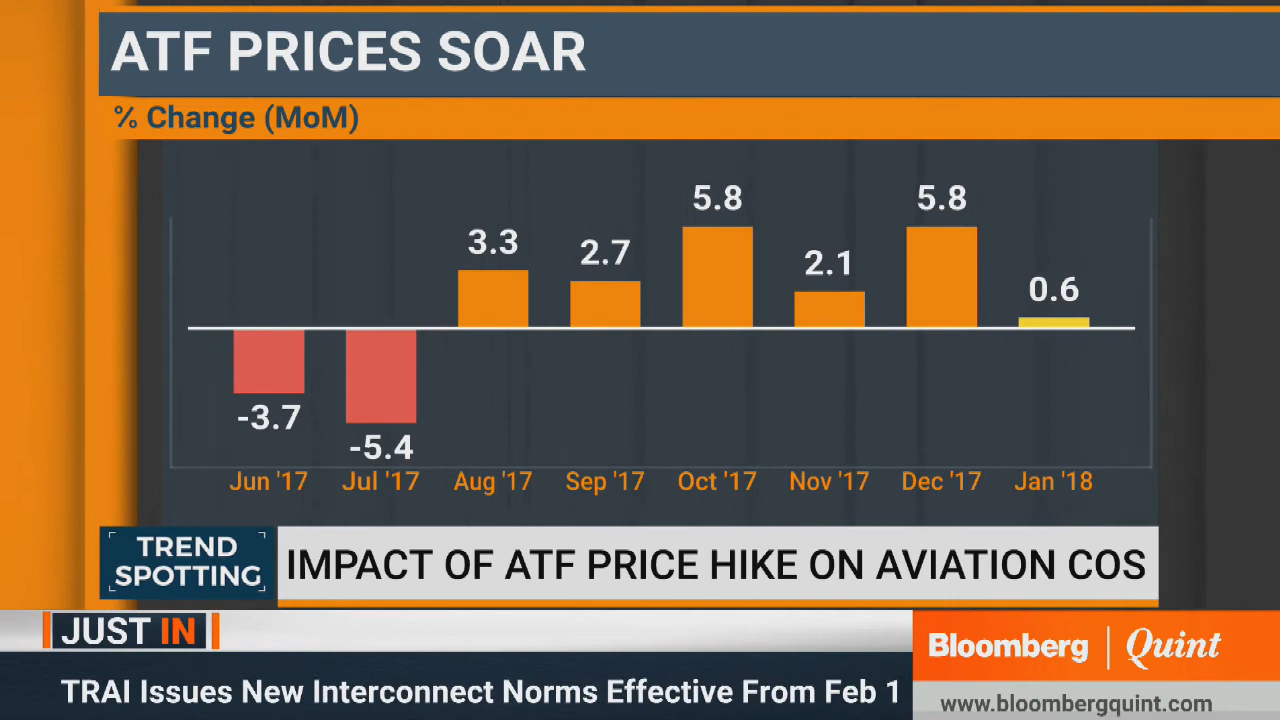 ATF PRICES SOAR
% Change (MoM)
5.8
5.8
3.3
2.7
2.1
0.6
-3.7
-5.4
Jun '17 Jul '17 Aug '17 Sep '17 Oct '17 Nov '17 Dec '17 Jan '18
TREND
SPOTTING
IMPACT OF ATF PRICE HIKE ON AVIATION COS
JUST IN
TRAI Issues New Interconnect Norms Effective From Feb 1
Bloomberg | Quint
www.bloombergquint.com